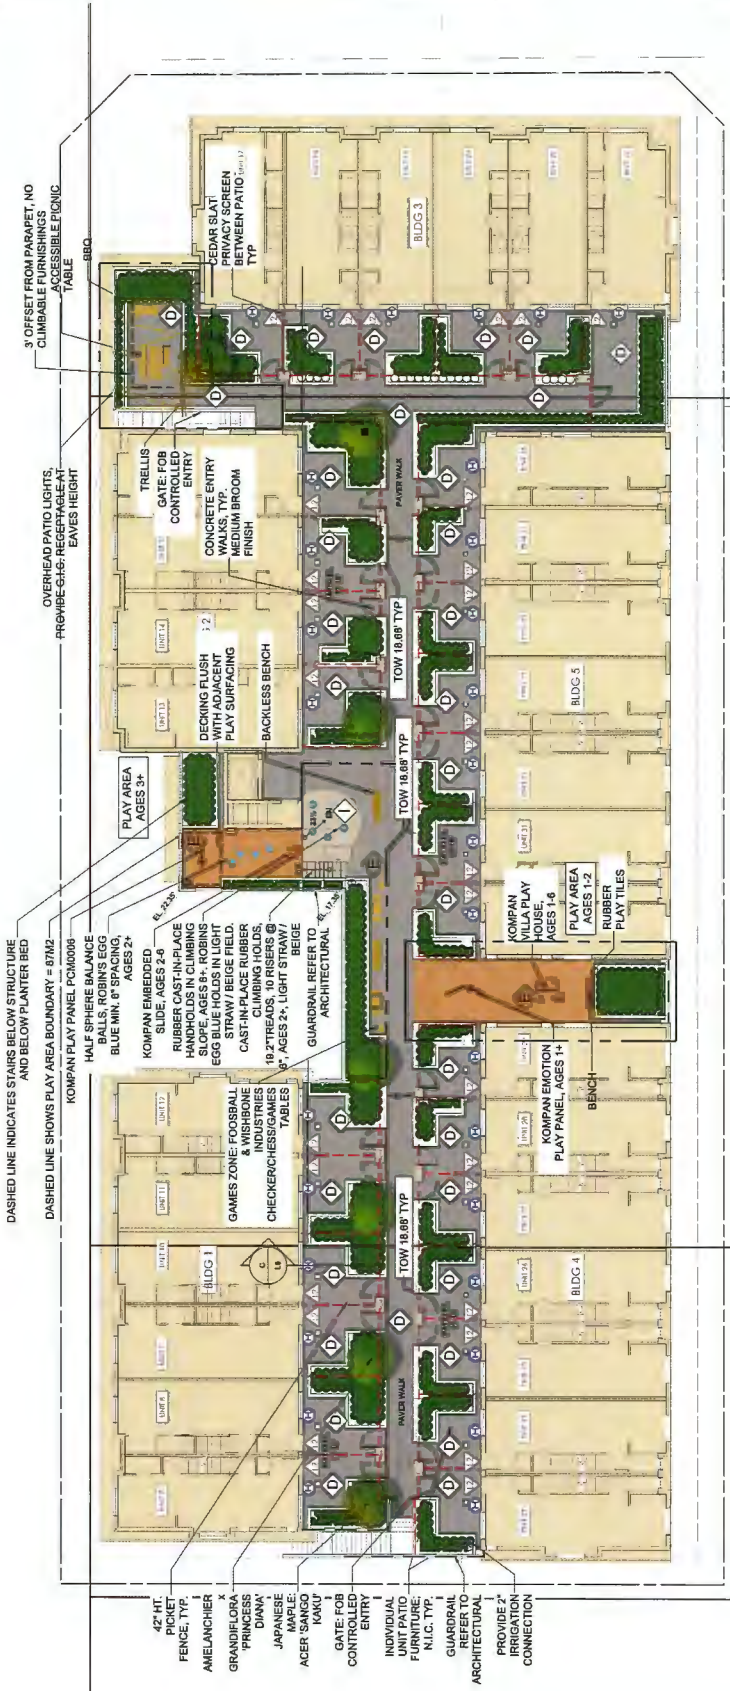 DASHED LINE INDICATES STAIRS BELOW STRUCTURE
AND BELOW PLANTER BED
DASHED LINE SHOWS PLAY AREA BOUNDARY = 87M2
KOMPAN PLAY PANEL PCM0006
HALF SPHERE BALANCE
BALLS, ROBIN'S EGG
BLUE MIN. 8" SPACING,
AGES 2+
KOMPAN EMBEDDED
SLIDE, AGES 2-6
RUBBER CAST-IN-PLACE
HANDHOLDS IN CLIMBING
SLOPE, AGES 6+, ROBINS
EGG BLUE HOLDS IN LIGHT
STRAW / BEIGE FIELD.
CAST-IN-PLACE RUBBER
CLIMBING HOLDS,
19.2" TREADS, 10 RISERS @
6", AGES 2+, LIGHT STRAW /
BEIGE
GUARDRAIL REFER TO
ARCHITECTURAL
GAMES ZONE: FOOSBALL
& WISHBONE
INDUSTRIES
CHECKER/CHESS/GAMES
TABLES
OVERHEAD PATIO LIGHTS,
PROVIDE C.I.C. RECEPTACLE AT
EAVES HEIGHT
3' OFFSET FROM PARAPET, NO
CLIMBABLE FURNISHINGS
ACCESSIBLE PICNIC
TABLE
BBQ
TRELLIS
GATE: FOB
CONTROLLED
ENTRY
CONCRETE ENTRY
WALKS, TYP.
MEDIUM BROOM
FINISH
DECKING FLUSH
WITH ADJACENT
PLAY SURFACING
BACKLESS BENCH
PLAY AREA
AGES 3+
CEDAR SLAT
PRIVACY SCREEN
BETWEEN PATIO
TYP
42" HT.
PICKET
FENCE, TYP.
AMELANCHIER
X
GRANDIFLORA
'PRINCESS
DIANA'
JAPANESE
MAPLE:
ACER 'SANGO
KAKU'
GATE: FOB
CONTROLLED
ENTRY
INDIVIDUAL
UNIT PATIO
FURNITURE;
N.I.C. TYP.
GUARDRAIL
REFER TO
ARCHITECTURAL
PROVIDE 2"
IRRIGATION
CONNECTION
KOMPAN
VILLA PLAY
HOUSE,
AGES 1-6
PLAY AREA
AGES 1-2
RUBBER
PLAY TILES
KOMPAN EMOTION
PLAY PANEL, AGES 1+
BENCH
TOW 18.68' TYP
TOW 18.68' TYP
TOW 18.68' TYP
PAVER WALK
PAVER WALK
BLDG 1
BLDG 3
BLDG 4
BLDG 5
UNIT 11
UNIT 12
UNIT 13
UNIT 14
UNIT 31